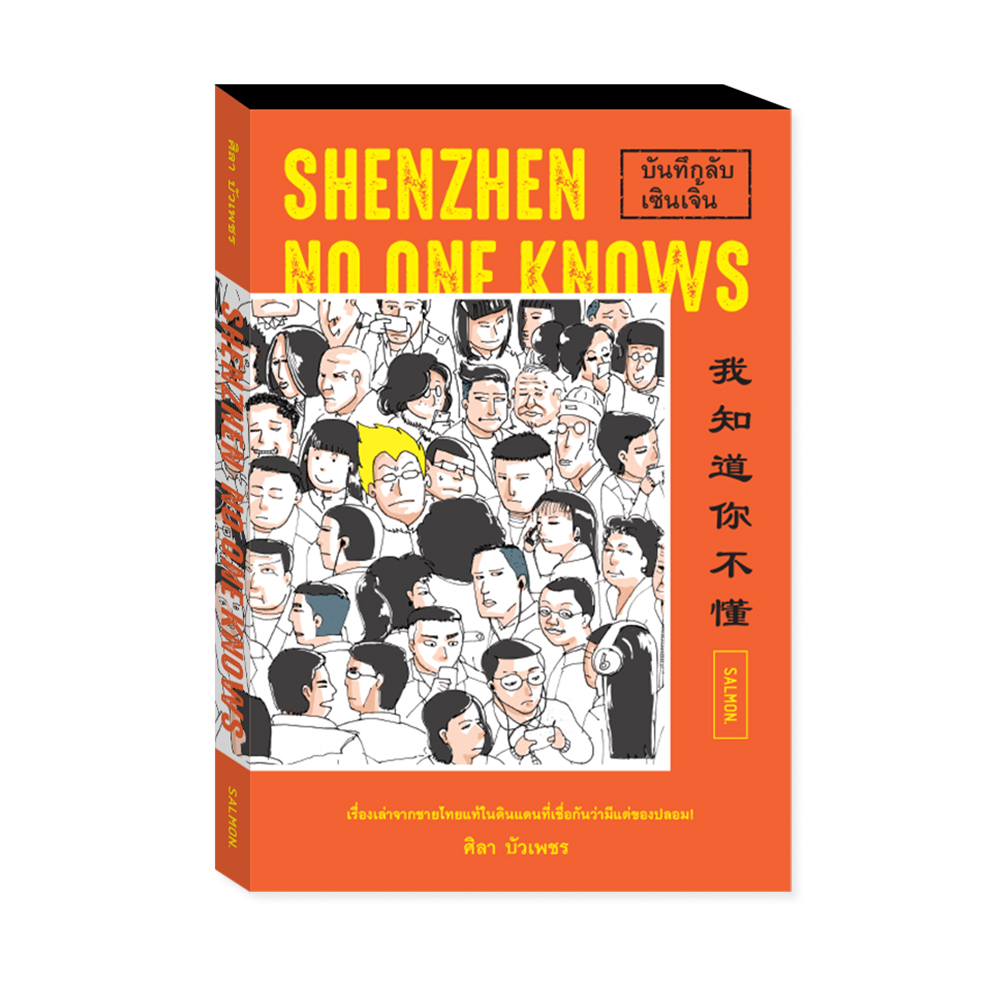 SHENZHEN
NO ONE KNOWS
บันทึกลับ
เซินเจิ้น
我知道你不懂
SALMON.
เรื่องเล่าจากชายไทยแท้ในดินแดนที่เชื่อกันว่ามีแต่ของปลอม!
ศิลา บัวเพชร
ศิลา บัวเพชร
SHENZHEN NO ONE KNOWS
SALMON.